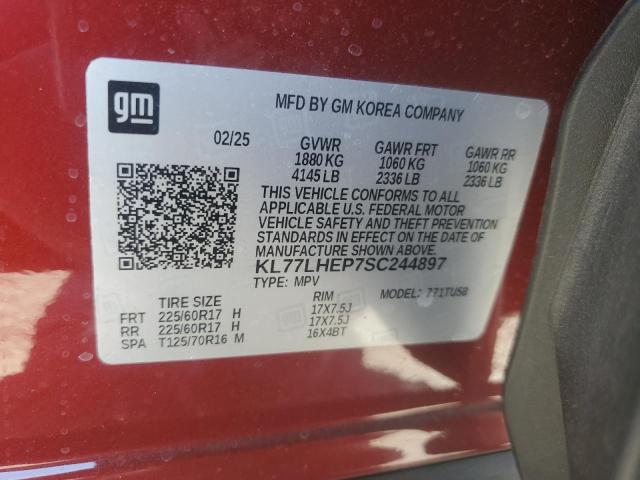 gm
MFD BY GM KOREA COMPANY
02/25 GVWR GAWR FRT GAWR RR
1880 KG 1060 KG 1060 KG
4145 LB 2336 LB 2336 LB
THIS VEHICLE CONFORMS TO ALL
APPLICABLE U.S. FEDERAL MOTOR
VEHICLE SAFETY AND THEFT PREVENTION
STANDARDS IN EFFECT ON THE DATE OF
MANUFACTURE SHOWN ABOVE.
KL77LHEP7SC244897
TYPE: MPV MODEL: 771TU58
TIRE SIZE RIM
FRT 225/60R17 H 17X7.5J
RR 225/60R17 H 17X7.5J
SPA T125/70R16 M 16X4BT